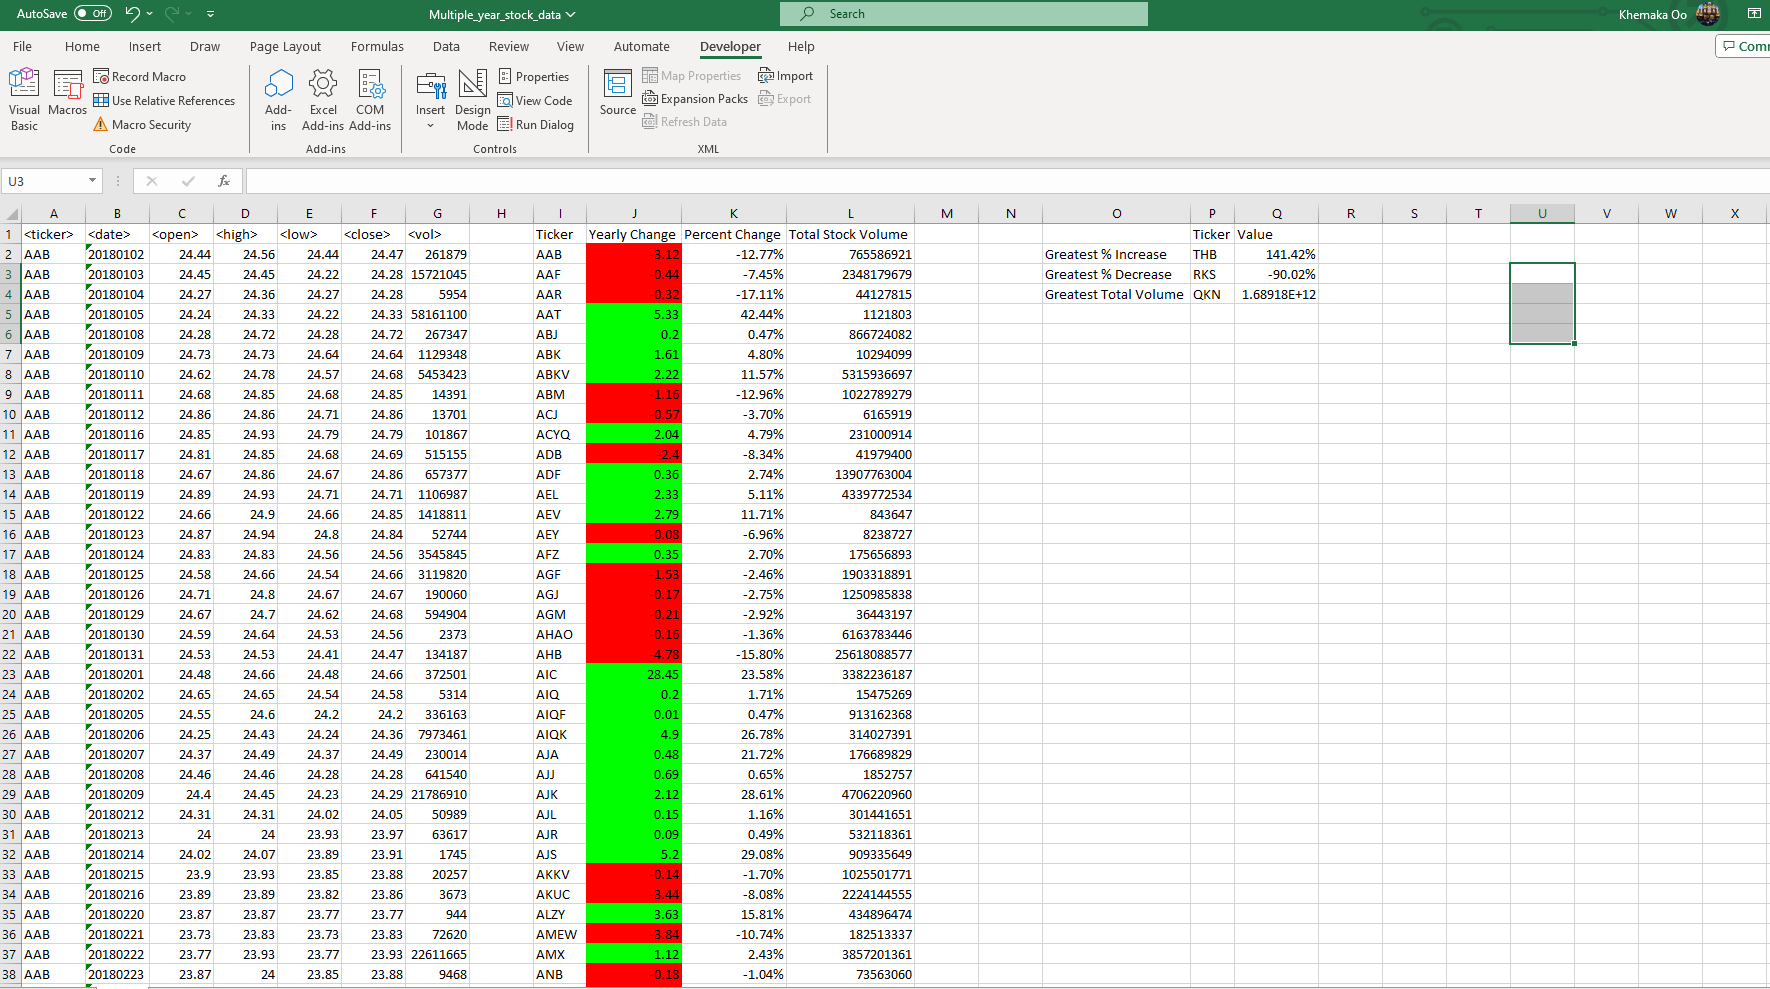 AutoSave Off Multiple_year_stock_data Search Khemaka Oo
File Home Insert Draw Page Layout Formulas Data Review View Automate Developer Help Comm
Visual Basic
Macros
Record Macro
Use Relative References
Macro Security
Code
Add-ins
Excel Add-ins
COM Add-ins
Add-ins
Insert
Design Mode
Properties
View Code
Run Dialog
Controls
Source
Map Properties
Expansion Packs
Refresh Data
Import
Export
XML
U3 fx
A B C D E F G H I J K L M N O P Q R S T U V W X
1 <ticker> <date> <open> <high> <low> <close> <vol> Ticker Yearly Change Percent Change Total Stock Volume Ticker Value
2 AAB 20180102 24.44 24.56 24.44 24.47 261879 AAB -3.12 -12.77% 765586921 Greatest % Increase THB 141.42%
3 AAB 20180103 24.45 24.45 24.22 24.28 15721045 AAF -0.44 -7.45% 2348179679 Greatest % Decrease RKS -90.02%
4 AAB 20180104 24.27 24.36 24.27 24.28 5954 AAR -0.32 -17.11% 44127815 Greatest Total Volume QKN 1.68918E+12
5 AAB 20180105 24.24 24.33 24.22 24.33 58161100 AAT 5.33 42.44% 1121803
6 AAB 20180108 24.28 24.72 24.28 24.72 267347 ABJ 0.2 0.47% 866724082
7 AAB 20180109 24.73 24.73 24.64 24.64 1129348 ABK 1.61 4.80% 10294099
8 AAB 20180110 24.62 24.78 24.57 24.68 5453423 ABKV 2.22 11.57% 5315936697
9 AAB 20180111 24.68 24.85 24.68 24.85 14391 ABM -1.16 -12.96% 1022789279
10 AAB 20180112 24.86 24.86 24.71 24.86 13701 ACJ -0.57 -3.70% 6165919
11 AAB 20180116 24.85 24.93 24.79 24.79 101867 ACYQ 2.04 4.79% 231000914
12 AAB 20180117 24.81 24.85 24.68 24.69 515155 ADB -2.4 -8.34% 41979400
13 AAB 20180118 24.67 24.86 24.67 24.86 657377 ADF 0.36 2.74% 13907763004
14 AAB 20180119 24.89 24.93 24.71 24.71 1106987 AEL 2.33 5.11% 4339772534
15 AAB 20180122 24.66 24.9 24.66 24.85 1418811 AEV 2.79 11.71% 843647
16 AAB 20180123 24.87 24.94 24.8 24.84 52744 AEY -0.08 -6.96% 8238727
17 AAB 20180124 24.83 24.83 24.56 24.56 3545845 AFZ 0.35 2.70% 175656893
18 AAB 20180125 24.58 24.66 24.54 24.66 3119820 AGF -1.53 -2.46% 1903318891
19 AAB 20180126 24.71 24.8 24.67 24.67 190060 AGJ -0.17 -2.75% 1250985838
20 AAB 20180129 24.67 24.7 24.62 24.68 594904 AGM -0.21 -2.92% 36443197
21 AAB 20180130 24.59 24.64 24.53 24.56 2373 AHAO -0.16 -1.36% 6163783446
22 AAB 20180131 24.53 24.53 24.41 24.47 134187 AHB -4.78 -15.80% 25618088577
23 AAB 20180201 24.48 24.66 24.48 24.66 372501 AIC 28.45 23.58% 3382236187
24 AAB 20180202 24.65 24.65 24.54 24.58 5314 AIQ 0.2 1.71% 15475269
25 AAB 20180205 24.55 24.6 24.2 24.2 336163 AIQF 0.01 0.47% 913162368
26 AAB 20180206 24.25 24.43 24.24 24.36 7973461 AIQK 4.9 26.78% 314027391
27 AAB 20180207 24.37 24.49 24.37 24.49 230014 AJA 0.48 21.72% 176689829
28 AAB 20180208 24.46 24.46 24.28 24.28 641540 AJJ 0.69 0.65% 1852757
29 AAB 20180209 24.4 24.45 24.23 24.29 21786910 AJK 2.12 28.61% 4706220960
30 AAB 20180212 24.31 24.31 24.02 24.05 50989 AJL 0.15 1.16% 301441651
31 AAB 20180213 24 24 23.93 23.97 63617 AJR 0.09 0.49% 532118361
32 AAB 20180214 24.02 24.07 23.89 23.91 1745 AJS 5.2 29.08% 909335649
33 AAB 20180215 23.9 23.93 23.85 23.88 20257 AKKV -0.14 -1.70% 1025501771
34 AAB 20180216 23.89 23.89 23.82 23.86 3673 AKUC -3.44 -8.08% 2224144555
35 AAB 20180220 23.87 23.87 23.77 23.77 944 ALZY 3.63 15.81% 434896474
36 AAB 20180221 23.73 23.83 23.73 23.83 72620 AMEW -3.84 -10.74% 182513337
37 AAB 20180222 23.77 23.93 23.77 23.93 22611665 AMX 1.12 2.43% 3857201361
38 AAB 20180223 23.87 24 23.85 23.88 9468 ANB -0.18 -1.04% 73563060